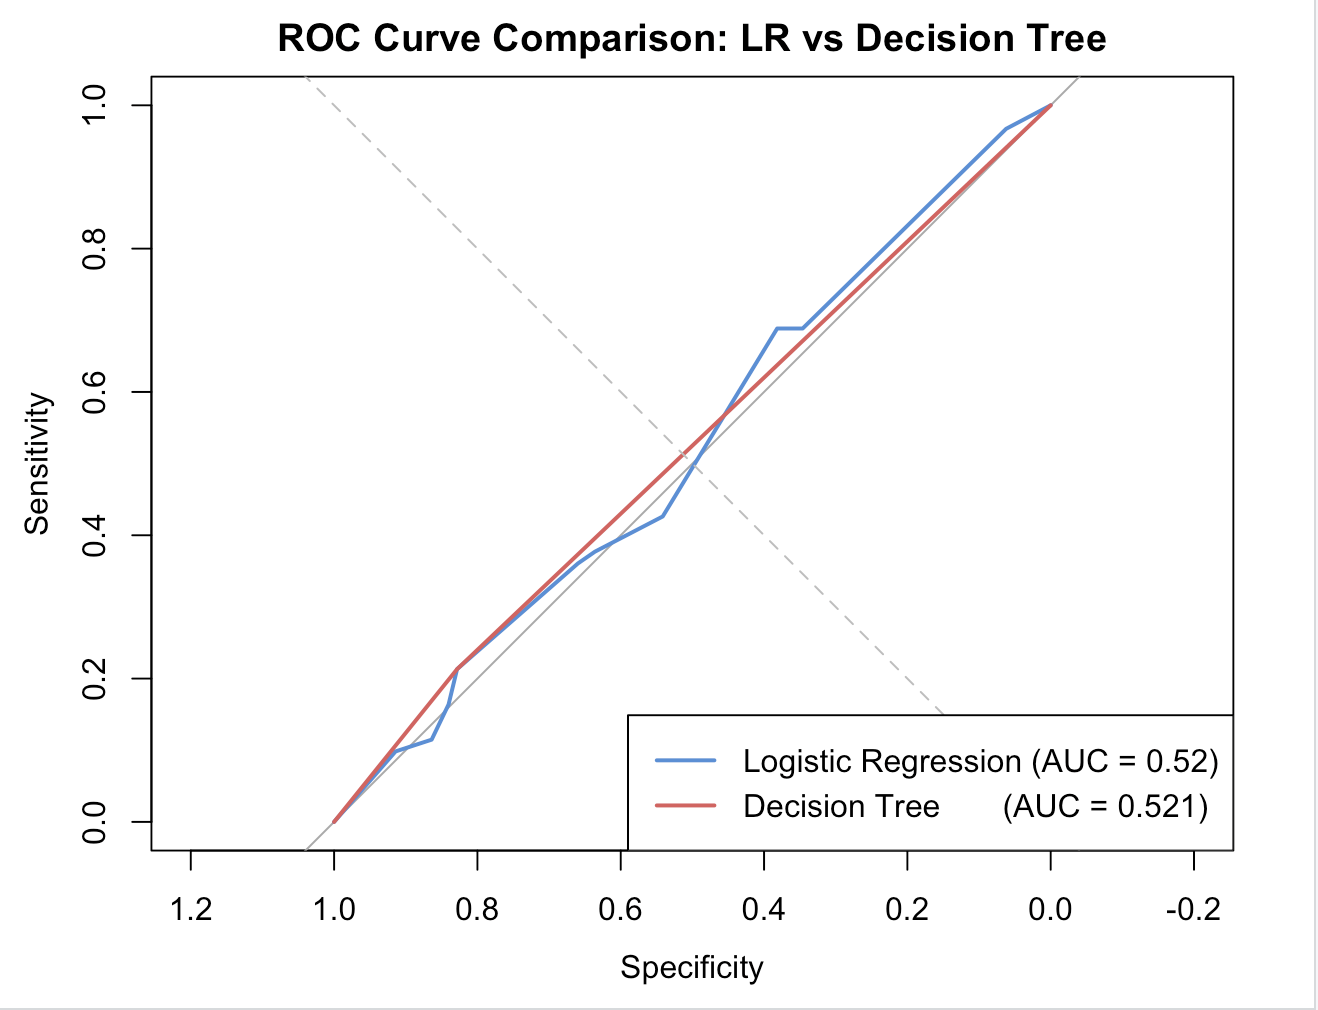 ROC Curve Comparison: LR vs Decision Tree
1.0
0.8
0.6
0.4
0.2
0.0
Sensitivity
Logistic Regression (AUC = 0.52)
Decision Tree (AUC = 0.521)
1.2 1.0 0.8 0.6 0.4 0.2 0.0 -0.2
Specificity